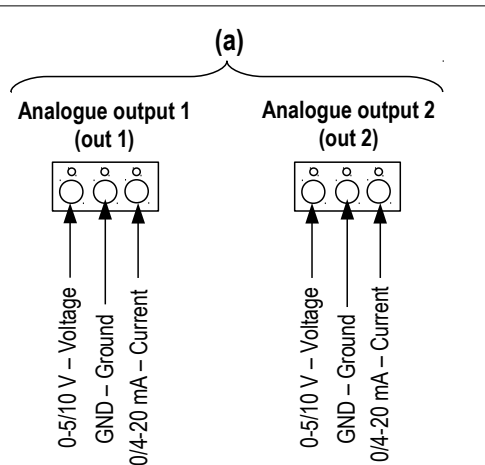 (a)
Analogue output 1
(out 1)
0-5/10 V – Voltage
GND – Ground
0/4-20 mA – Current
Analogue output 2
(out 2)
0-5/10 V – Voltage
GND – Ground
0/4-20 mA – Current